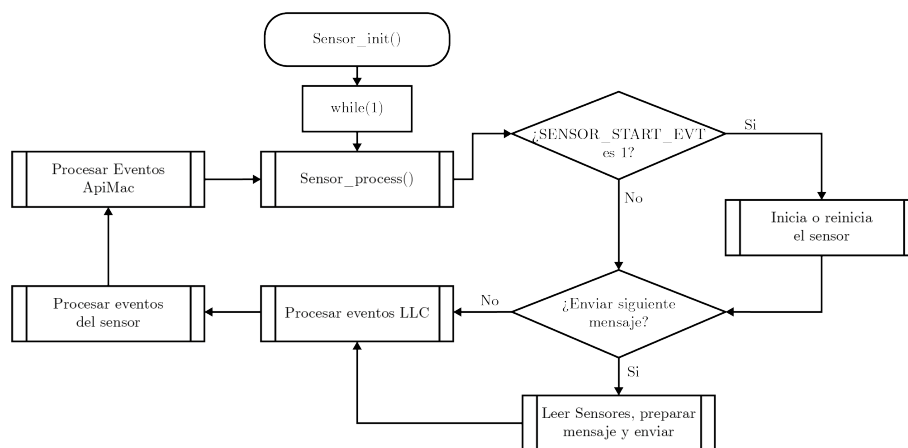 Sensor_init()
while(1)
Sensor_process()
¿SENSOR_START_EVT
es 1?
Si
No
Inicia o reinicia
el sensor
¿Enviar siguiente
mensaje?
No
Si
Leer Sensores, preparar
mensaje y enviar
Procesar eventos LLC
Procesar eventos
del sensor
Procesar Eventos
ApiMac